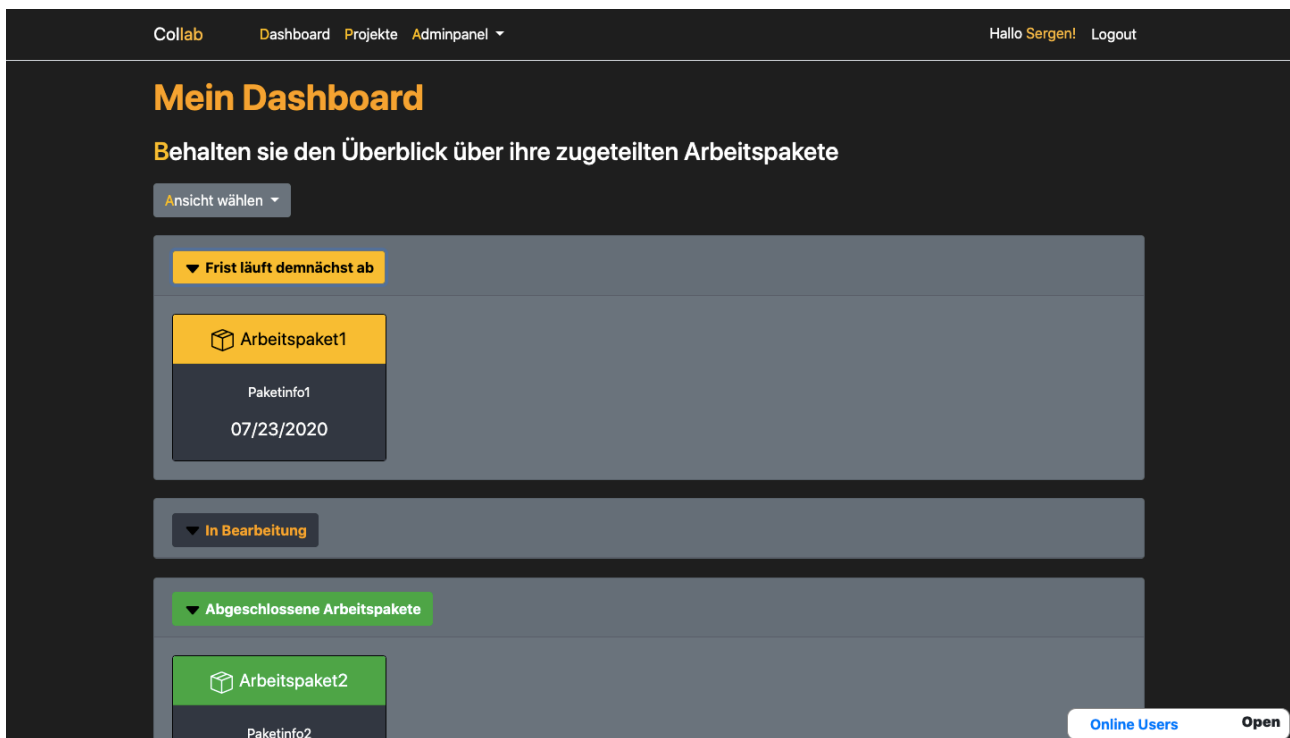 Collab Dashboard Projekte Adminpanel Hallo Sergen! Logout
Mein Dashboard
Behalten sie den Überblick über ihre zugeteilten Arbeitspakete
Ansicht wählen
Frist läuft demnächst ab
Arbeitspaket1
Paketinfo1
07/23/2020
In Bearbeitung
Abgeschlossene Arbeitspakete
Arbeitspaket2
Paketinfo2
Online Users Open